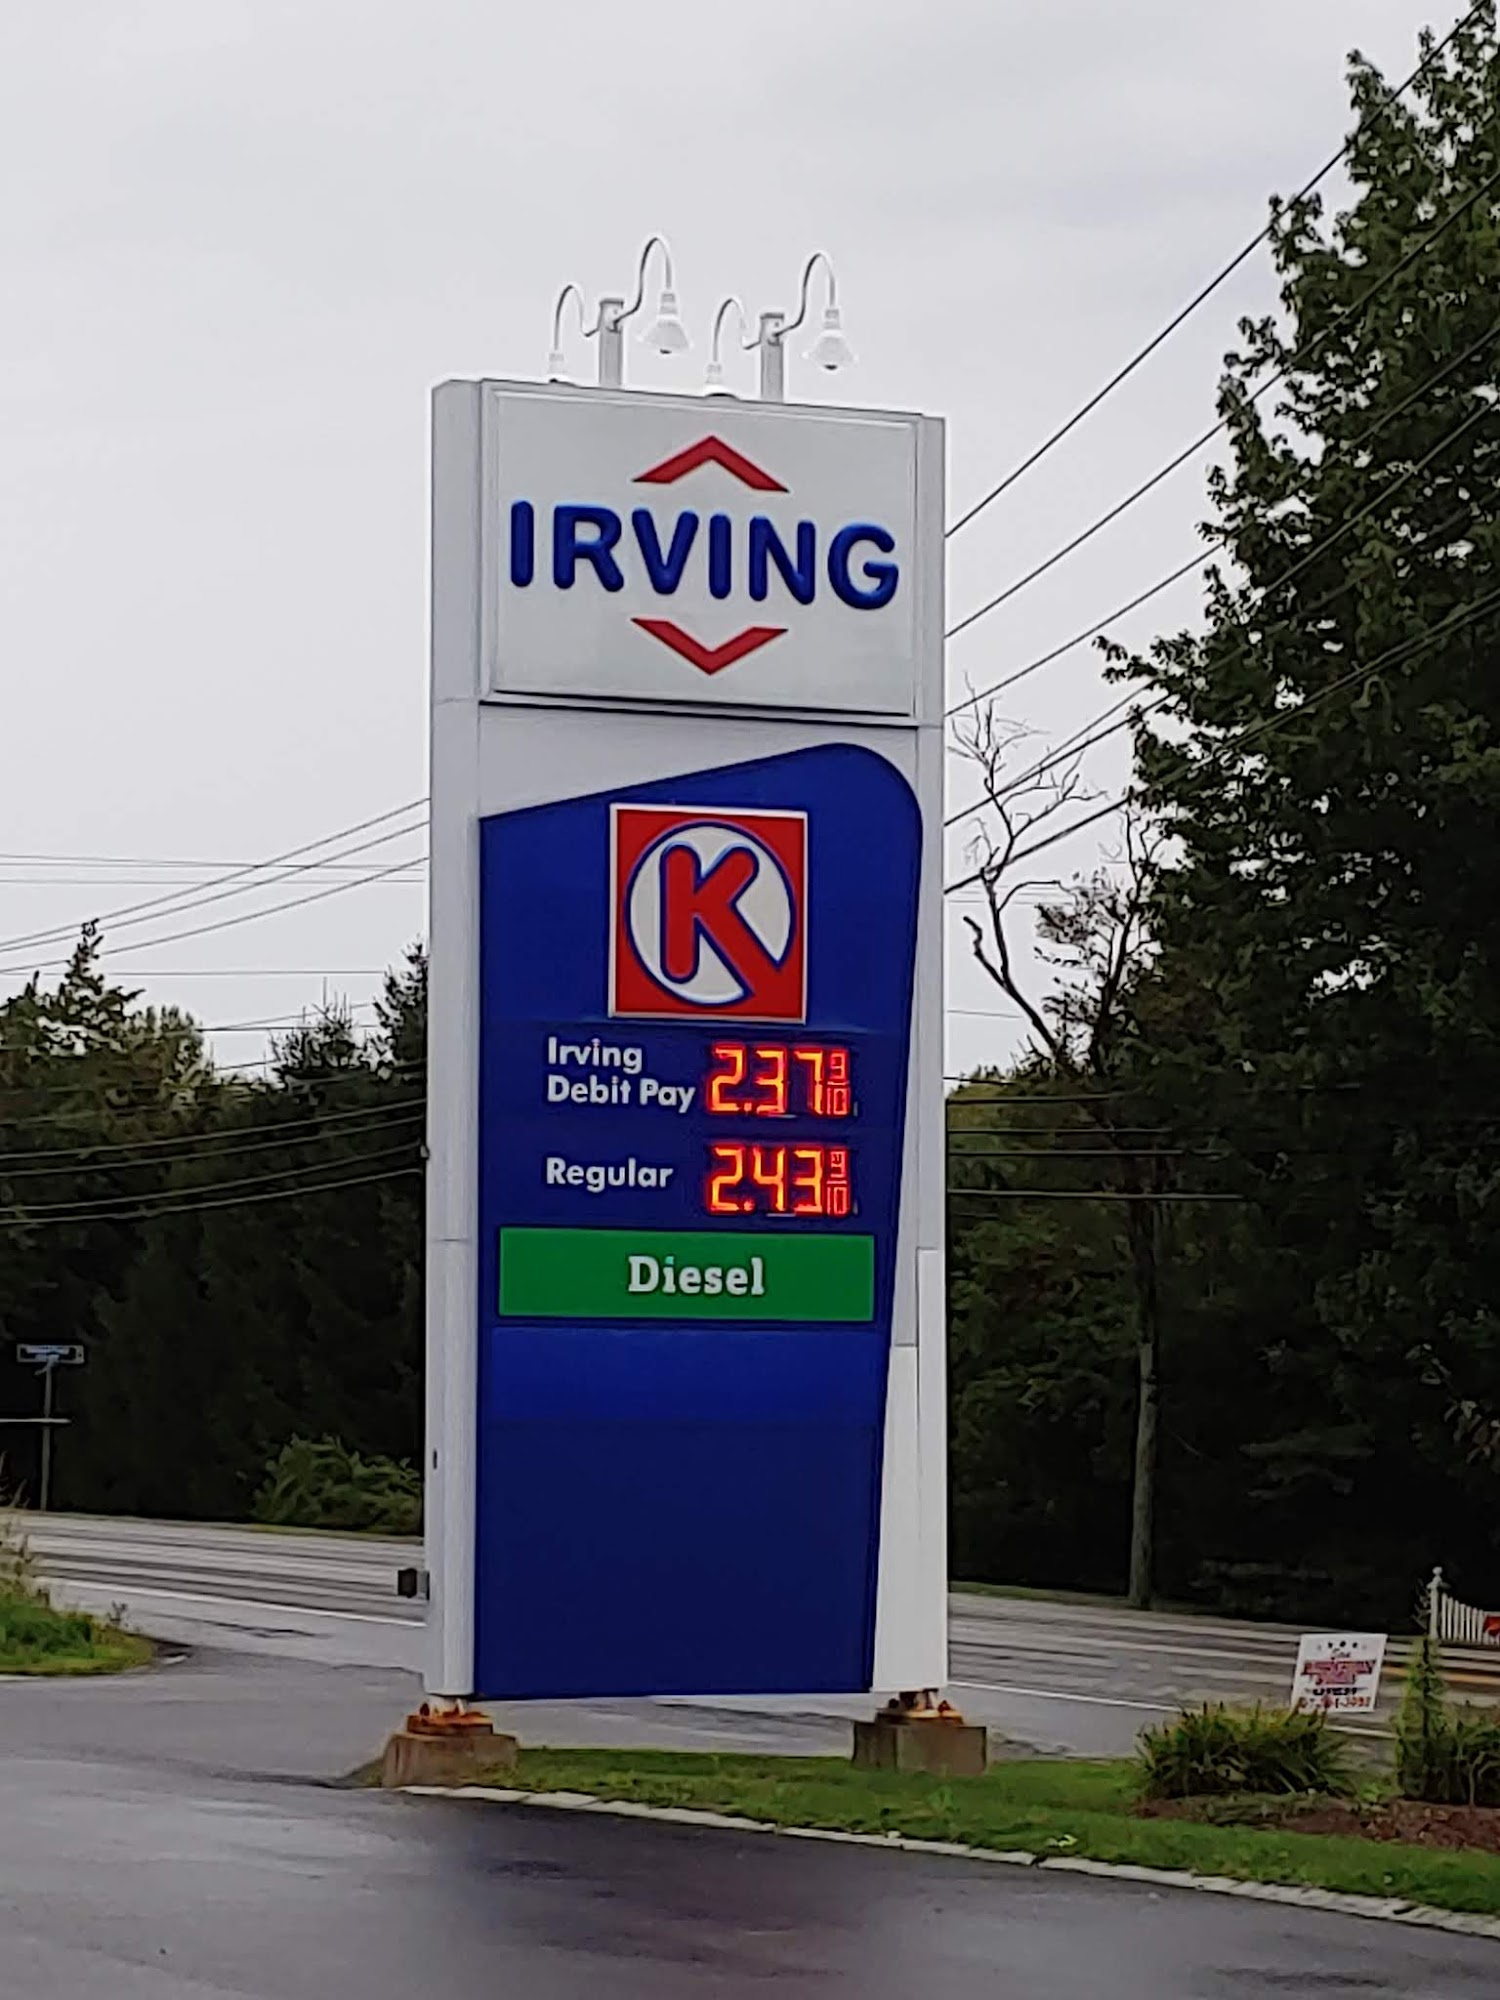 IRVING
K
Irving
Debit Pay 2.37 9/10
Regular 2.43 9/10
Diesel